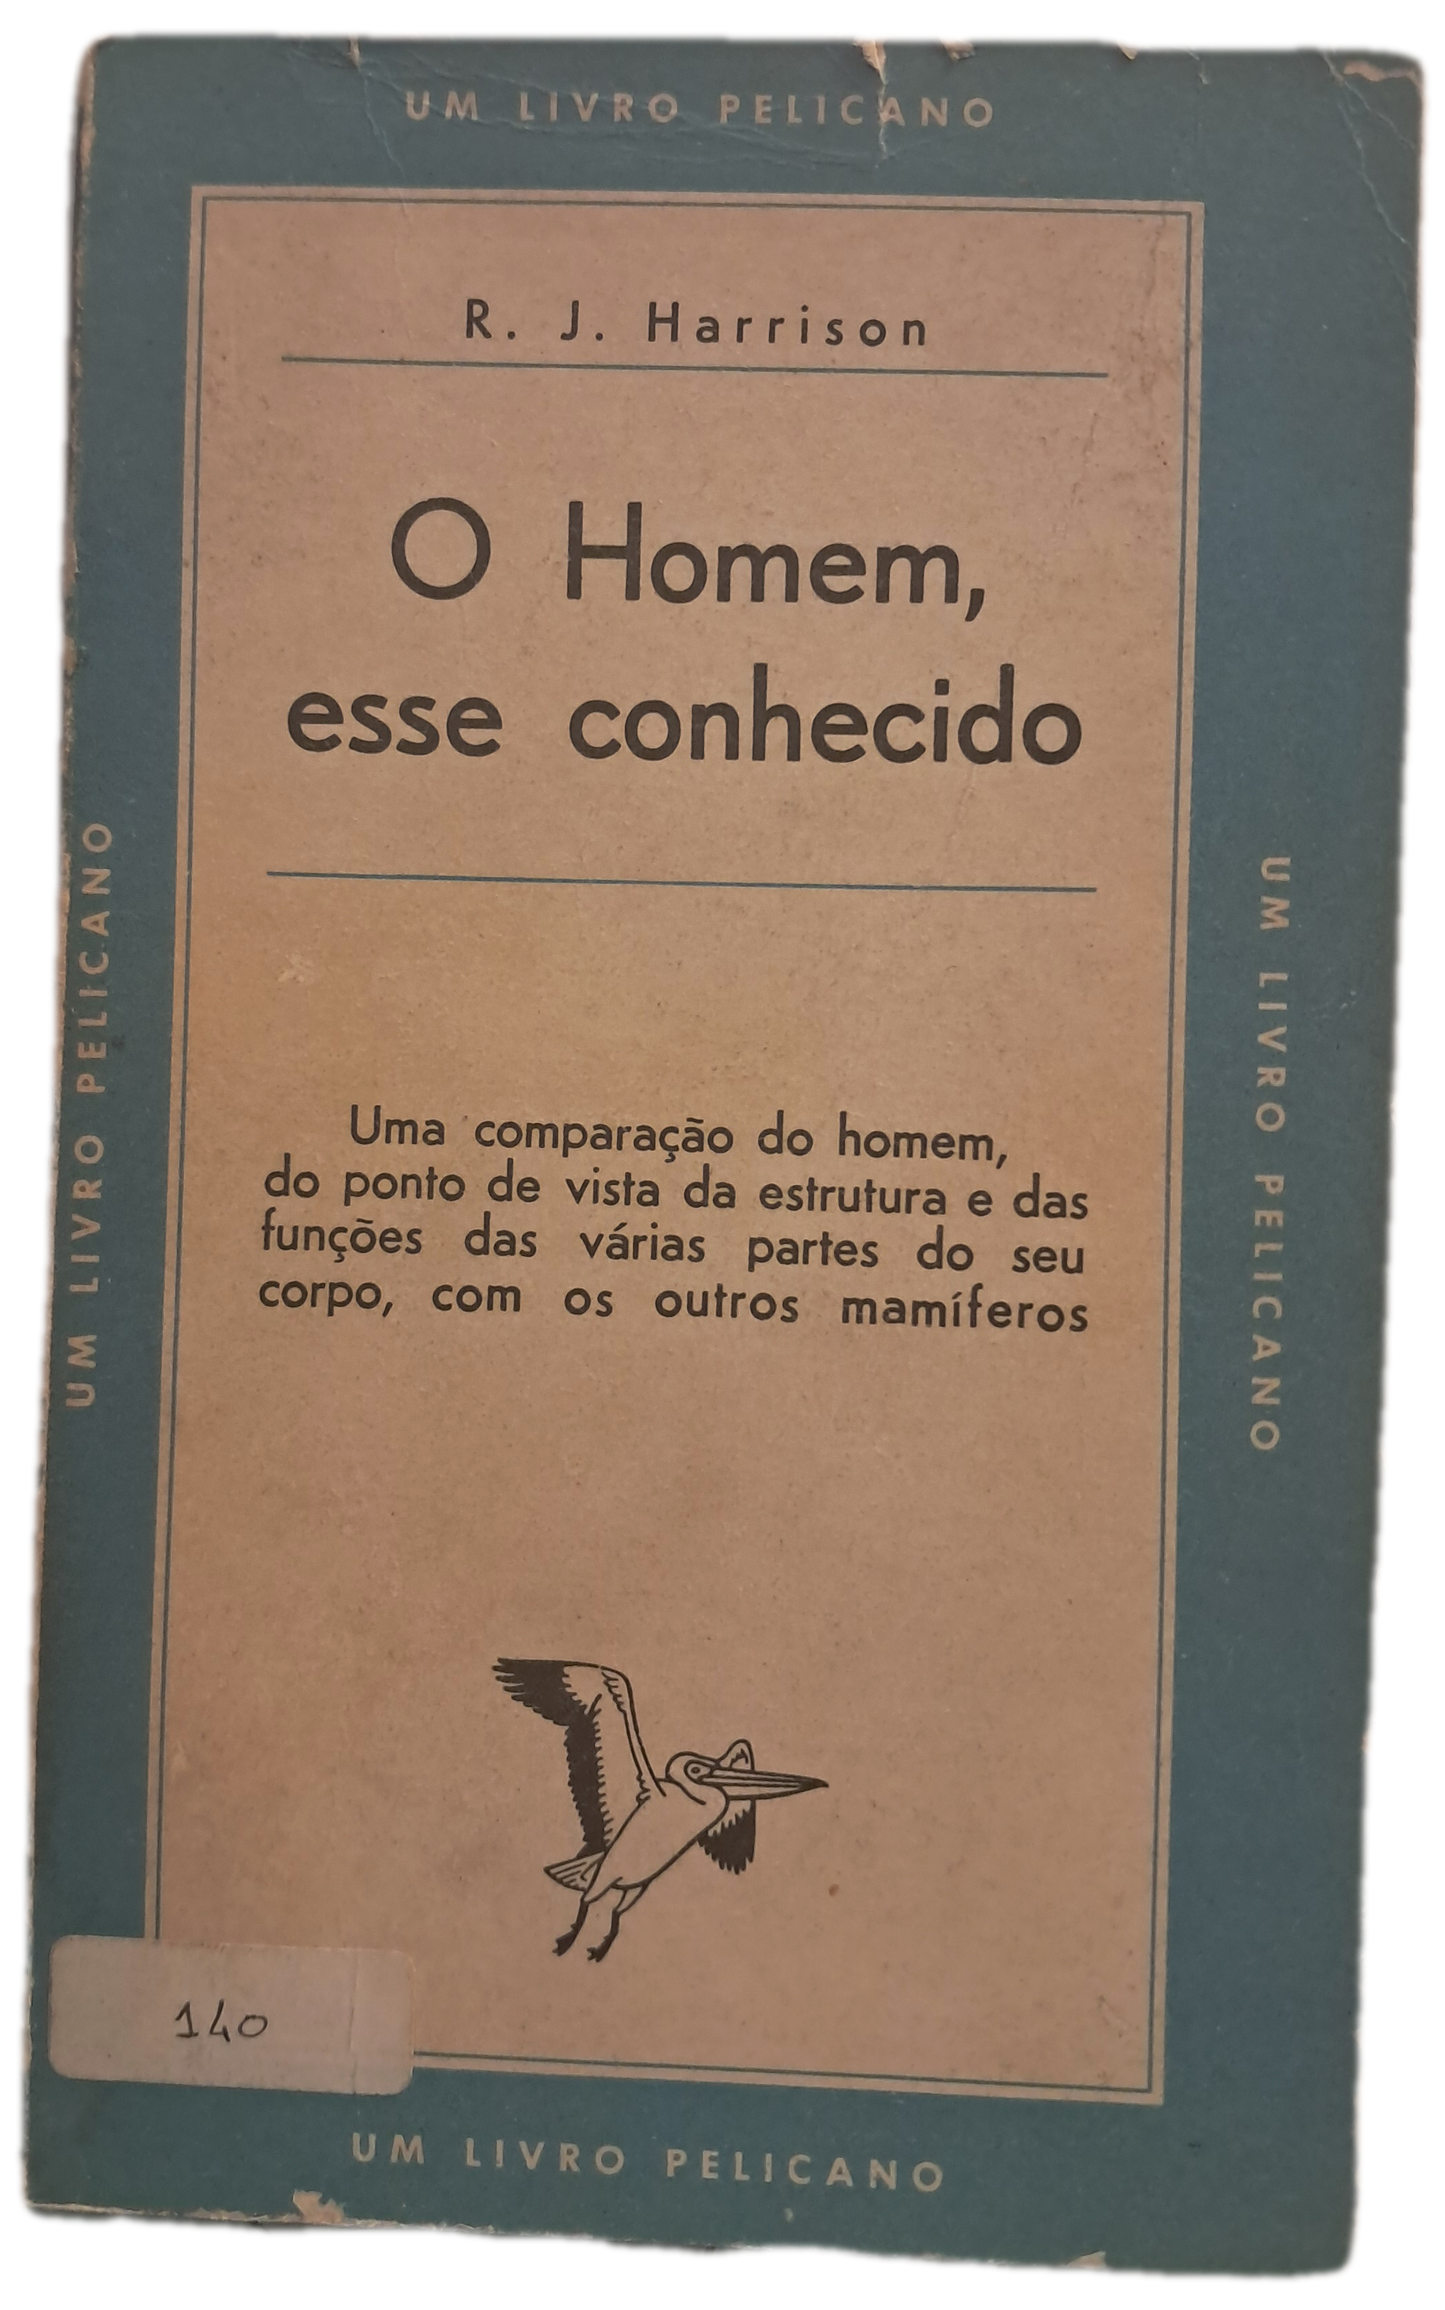 UM LIVRO PELICANO
R. J. Harrison
O Homem,
esse conhecido
UM LIVRO PELICANO
UM LIVRO PELICANO
Uma comparação do homem,
do ponto de vista da estrutura e das
funções das várias partes do seu
corpo, com os outros mamíferos
140
UM LIVRO PELICANO